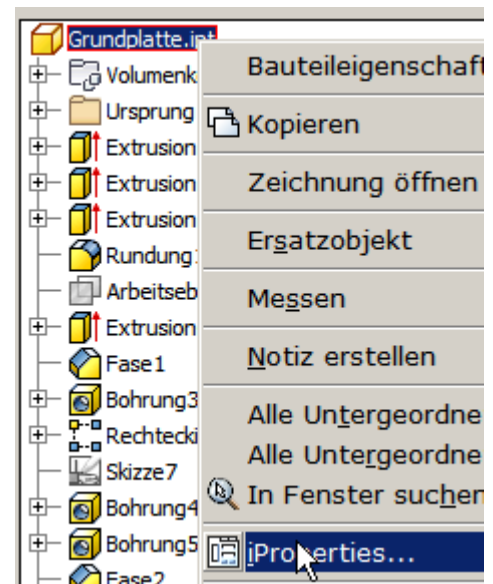 Grundplatte.ipt
Bauteileigenschaft
Volumenk
Ursprung
Kopieren
Extrusion
Extrusion
Zeichnung öffnen
Extrusion
Ersatzobjekt
Rundung1
Arbeitseb
Messen
Extrusion
Notiz erstellen
Fase1
Bohrung3
Alle Untergeordne
Rechtecki
Alle Untergeordne
Skizze7
In Fenster suchen
Bohrung4
Bohrung5
iProperties...
Fase2